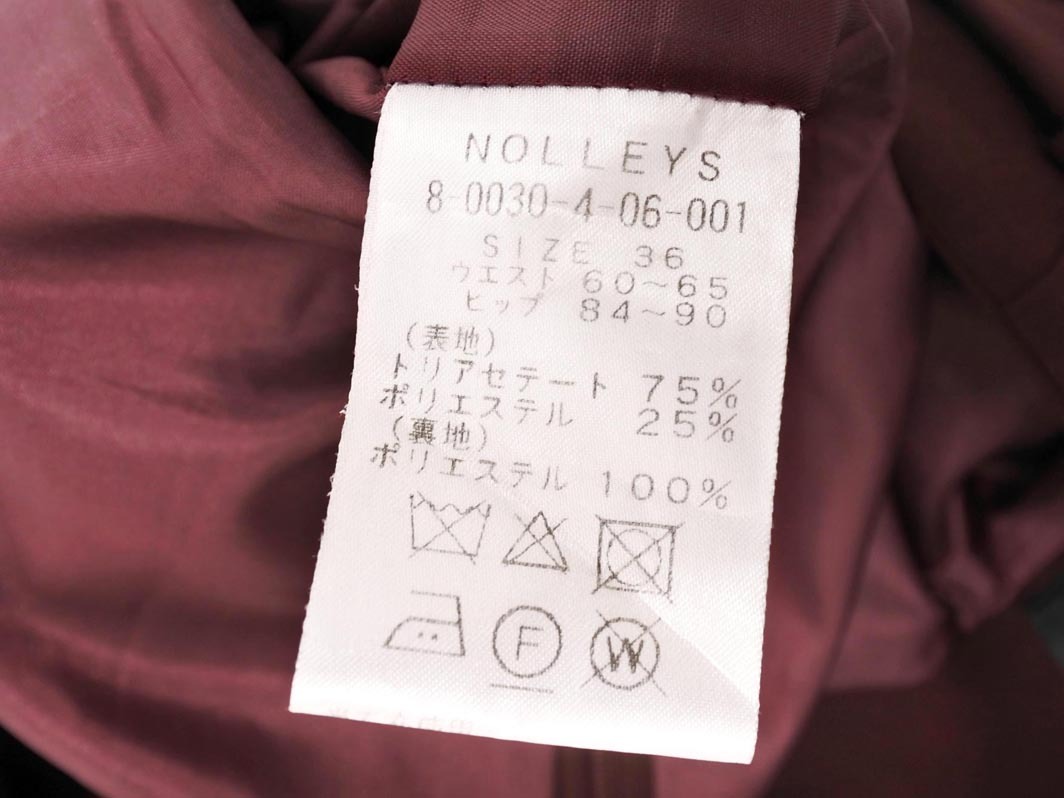 NOLLEYS
8-0030-4-06-001
SIZE 36
ウエスト 60~65
ヒップ 84~90
(表地)
トリアセテート 75%
ポリエステル 25%
(裏地)
ポリエステル 100%
F
W